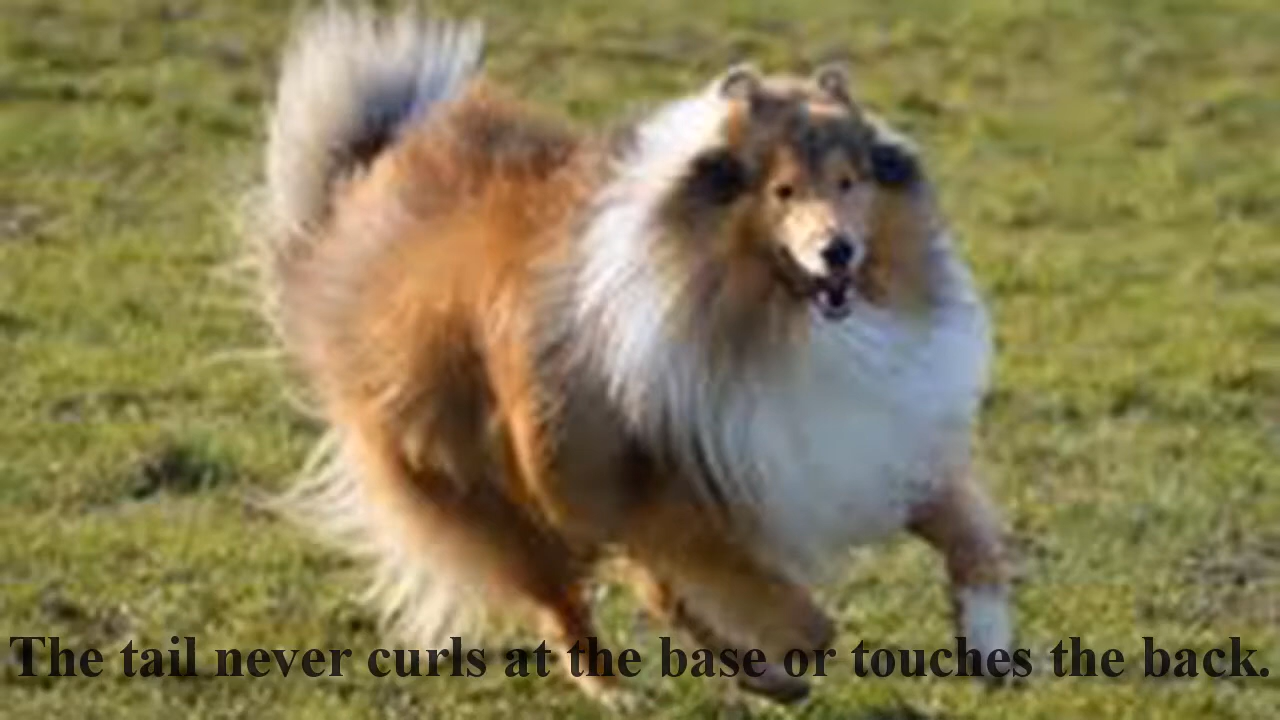 The tail never curls at the base or touches the back.